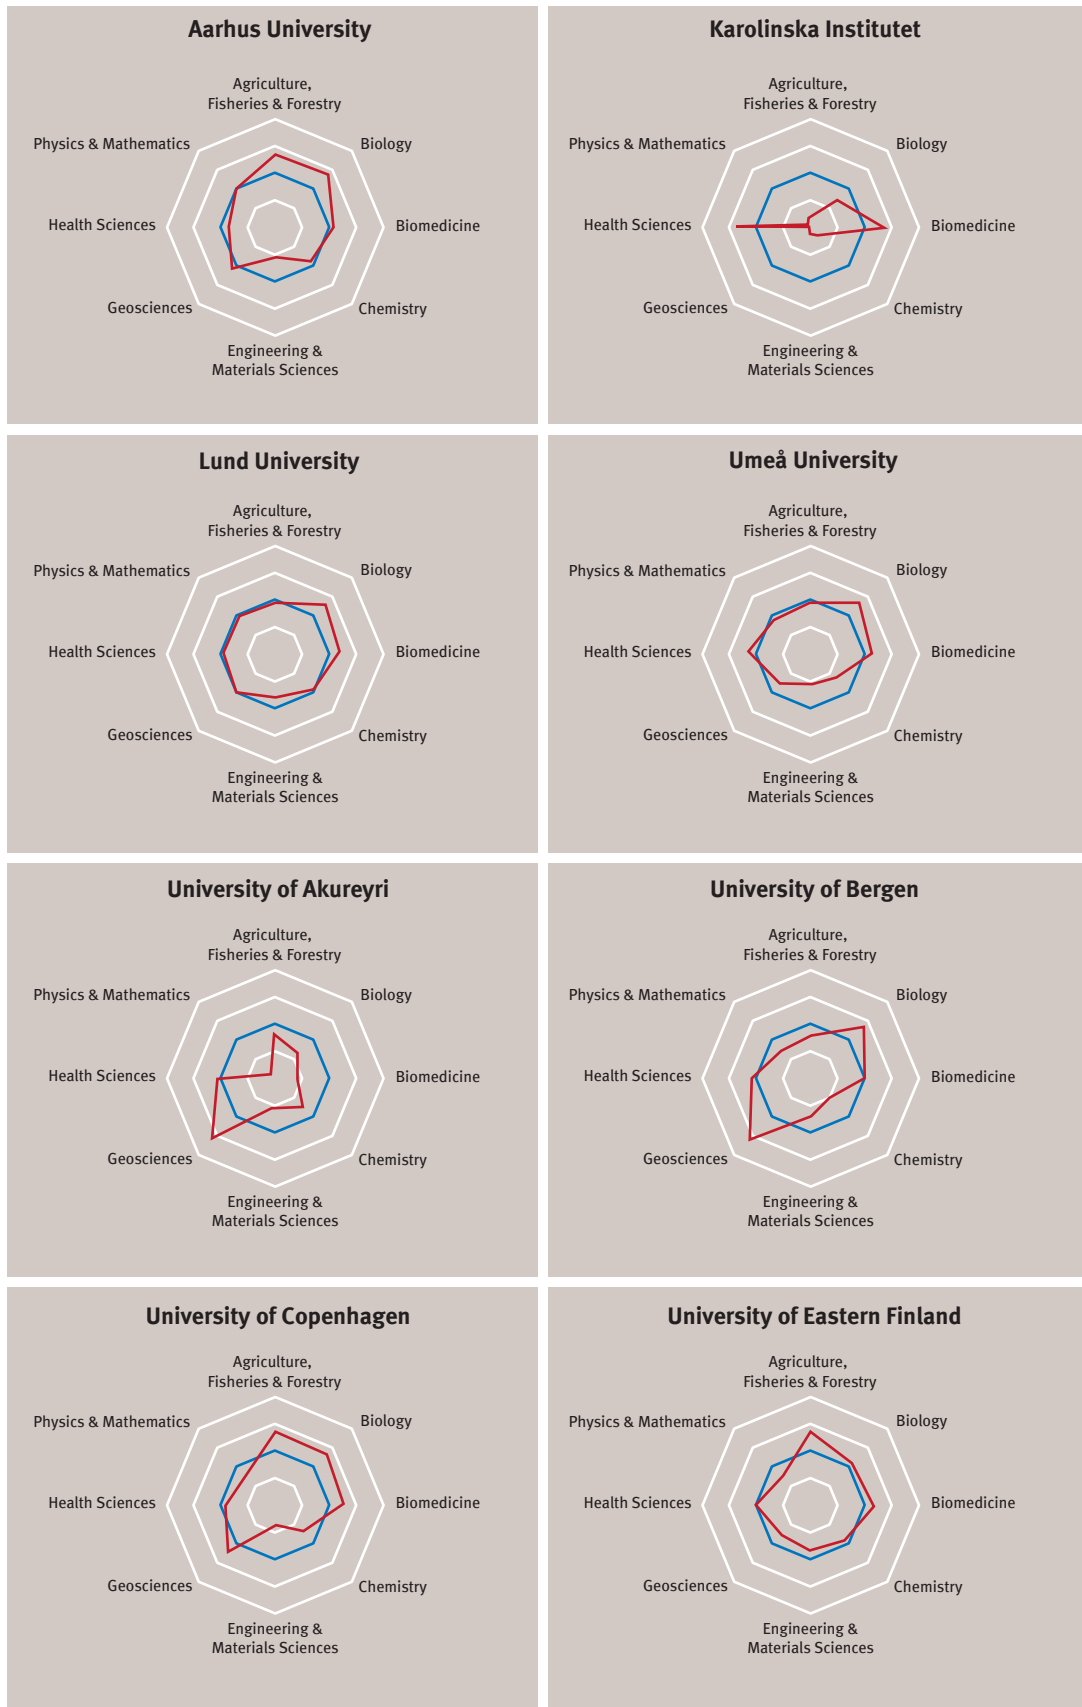 Aarhus University
Agriculture,
Fisheries & Forestry
Physics & Mathematics
Biology
Health Sciences
Biomedicine
Geosciences
Chemistry
Engineering &
Materials Sciences
Karolinska Institutet
Agriculture,
Fisheries & Forestry
Physics & Mathematics
Biology
Health Sciences
Biomedicine
Geosciences
Chemistry
Engineering &
Materials Sciences
Lund University
Agriculture,
Fisheries & Forestry
Physics & Mathematics
Biology
Health Sciences
Biomedicine
Geosciences
Chemistry
Engineering &
Materials Sciences
Umeå University
Agriculture,
Fisheries & Forestry
Physics & Mathematics
Biology
Health Sciences
Biomedicine
Geosciences
Chemistry
Engineering &
Materials Sciences
University of Akureyri
Agriculture,
Fisheries & Forestry
Physics & Mathematics
Biology
Health Sciences
Biomedicine
Geosciences
Chemistry
Engineering &
Materials Sciences
University of Bergen
Agriculture,
Fisheries & Forestry
Physics & Mathematics
Biology
Health Sciences
Biomedicine
Geosciences
Chemistry
Engineering &
Materials Sciences
University of Copenhagen
Agriculture,
Fisheries & Forestry
Physics & Mathematics
Biology
Health Sciences
Biomedicine
Geosciences
Chemistry
Engineering &
Materials Sciences
University of Eastern Finland
Agriculture,
Fisheries & Forestry
Physics & Mathematics
Biology
Health Sciences
Biomedicine
Geosciences
Chemistry
Engineering &
Materials Sciences